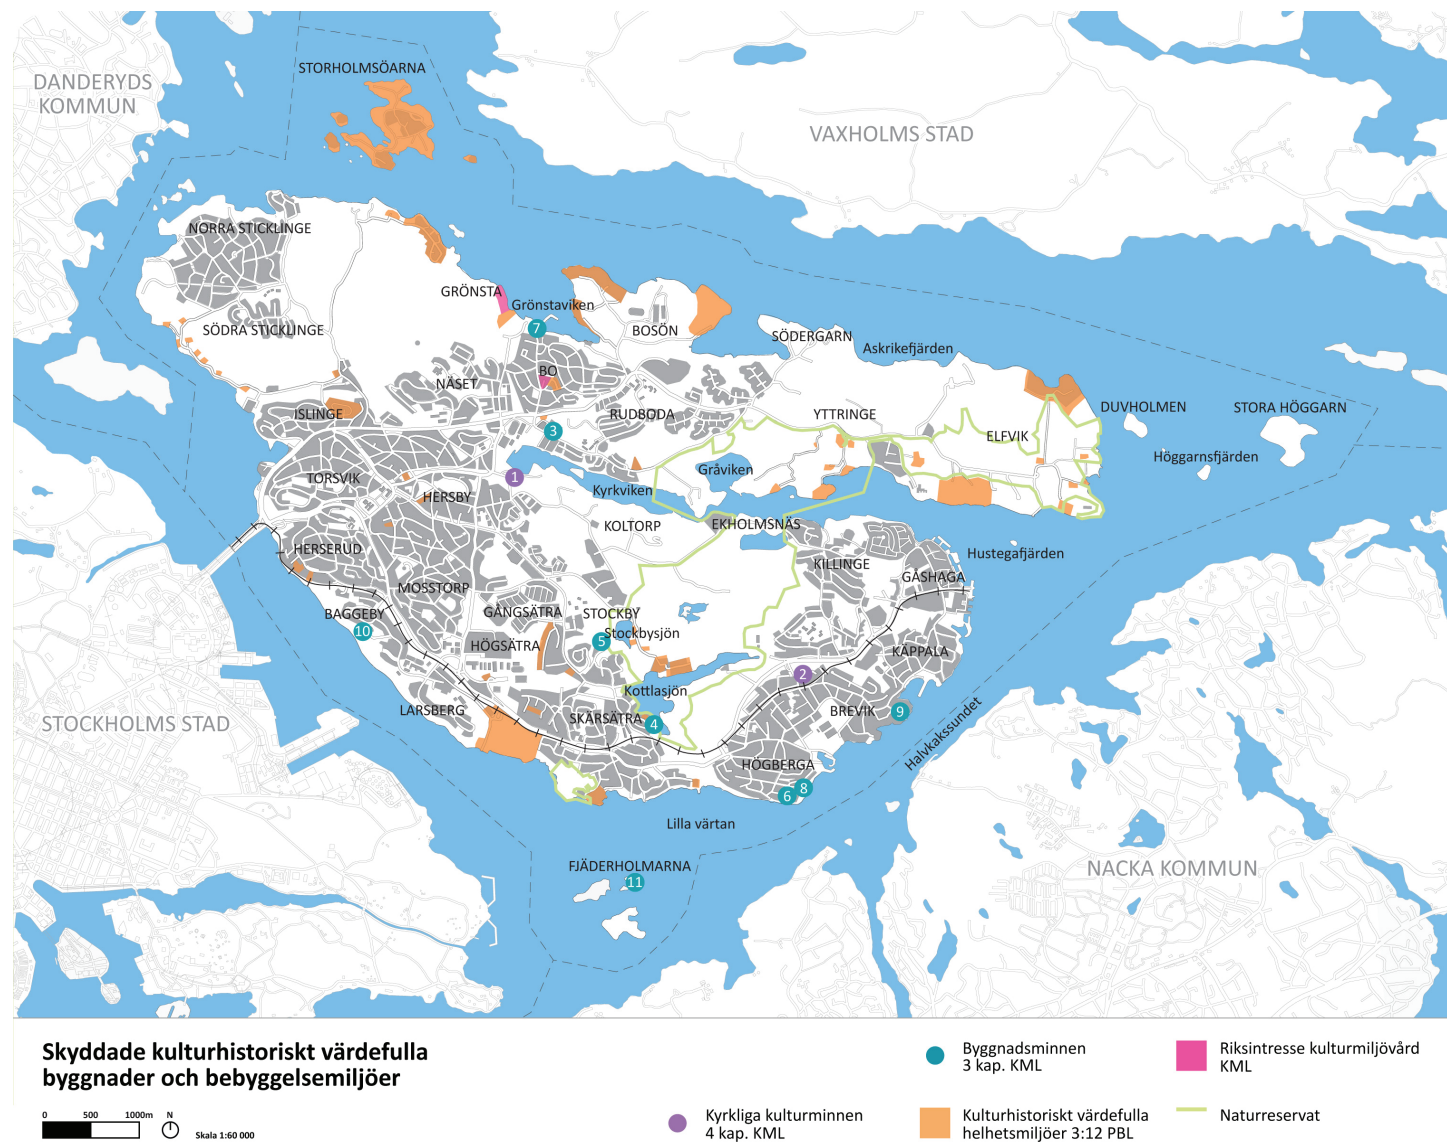 STORHOLMSÖARNA
DANDERYDS
KOMMUN
VAXHOLMS STAD
NORRA STICKLINGE
GRÖNSTA
Grönstaviken
SÖDRA STICKLINGE
7
BOSÖN
SÖDERGARN
Askrikefjärden
BO
NÄSET
ISLINGE
RUDBODA
YTTRINGE
DUVHOLMEN
STORA HÖGGARN
3
ELFVIK
Höggarnsfjärden
Gråviken
TORSVIK
1
Kyrkviken
HERSBY
KOLTORP
EKHOLMSNÄS
HERSERUD
Hustegafjärden
KILLINGE
GÅSHAGA
MOSSTORP
BAGGEBY
GÅNGSÄTRA
STOCKBY
10
Stockbysjön
5
HÖGSÄTRA
KÄPPALA
2
Kottlasjön
LARSBERG
SKÄRSÄTRA
4
BREVIK
9
STOCKHOLMS STAD
Halvkakssundet
HÖGBERGA
6
8
Lilla värtan
FJÄDERHOLMARNA
11
NACKA KOMMUN
Skyddade kulturhistoriskt värdefulla
byggnader och bebyggelsemiljöer
0 500 1000m N
Skala 1:60 000
Byggnadsminnen
3 kap. KML
Riksintresse kulturmiljövård
KML
Kyrkliga kulturminnen
4 kap. KML
Kulturhistoriskt värdefulla
helhetsmiljöer 3:12 PBL
Naturreservat